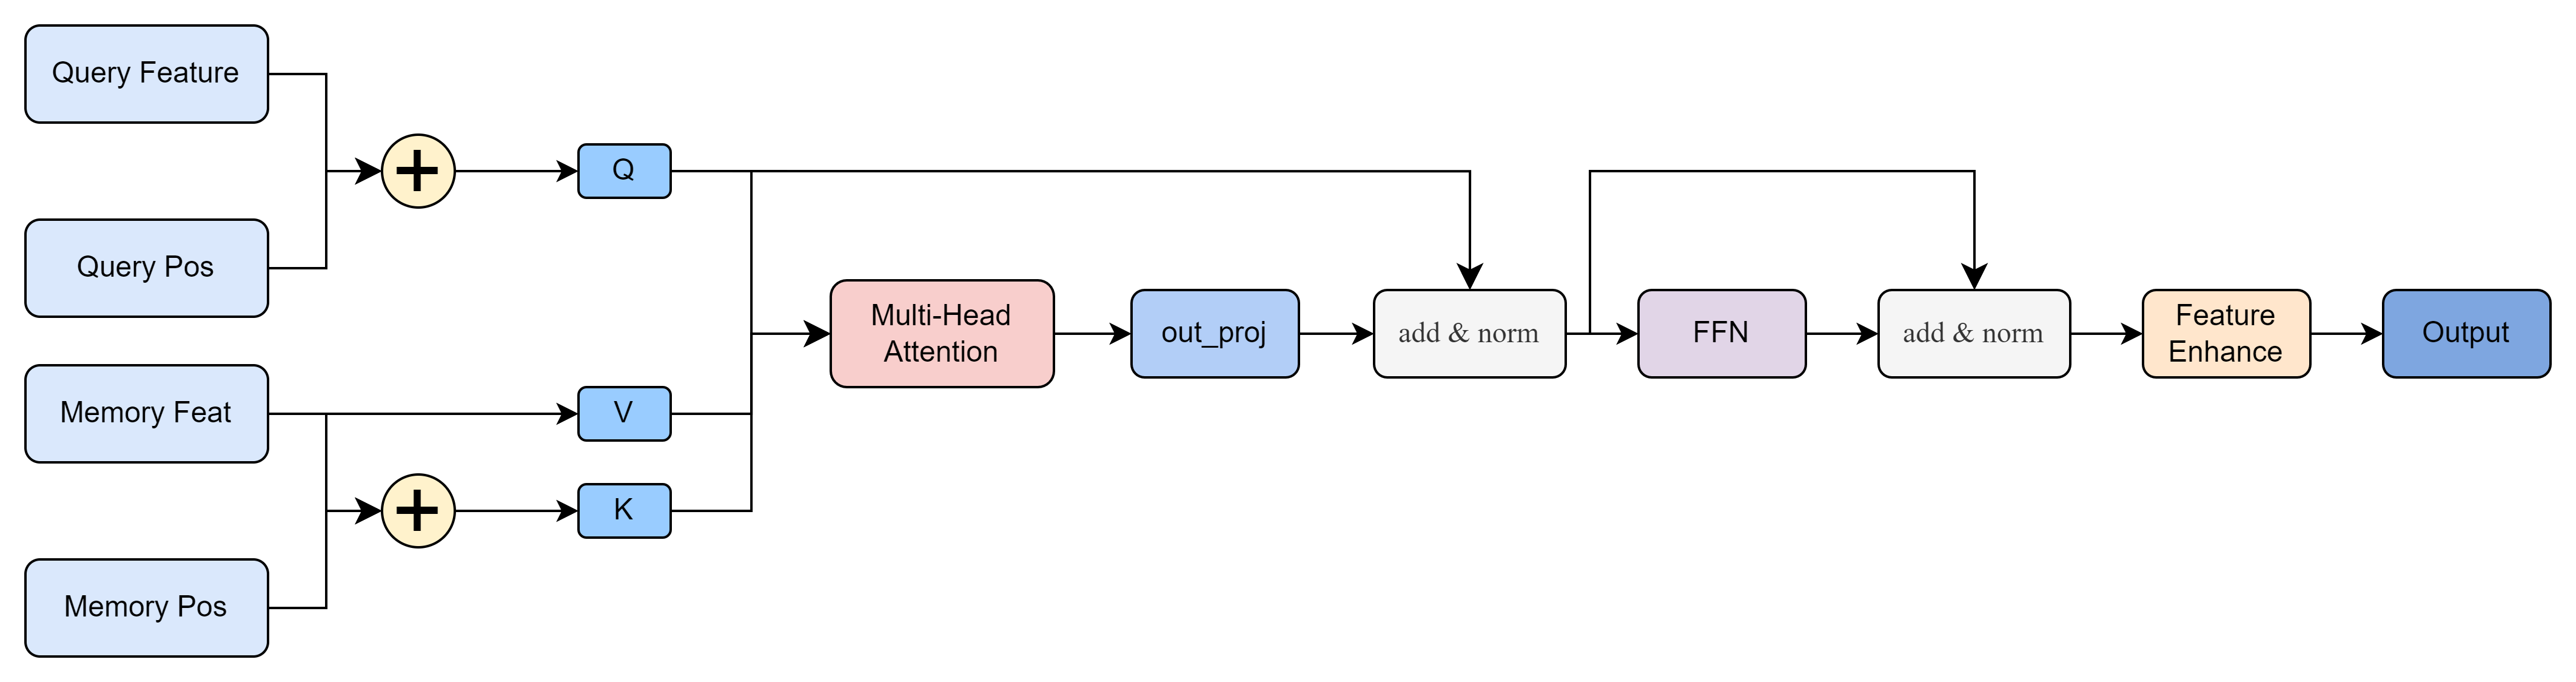 Query Feature
Query Pos
Memory Feat
Memory Pos
+
+
Q
V
K
Multi-Head
Attention
out_proj
add & norm
FFN
add & norm
Feature
Enhance
Output